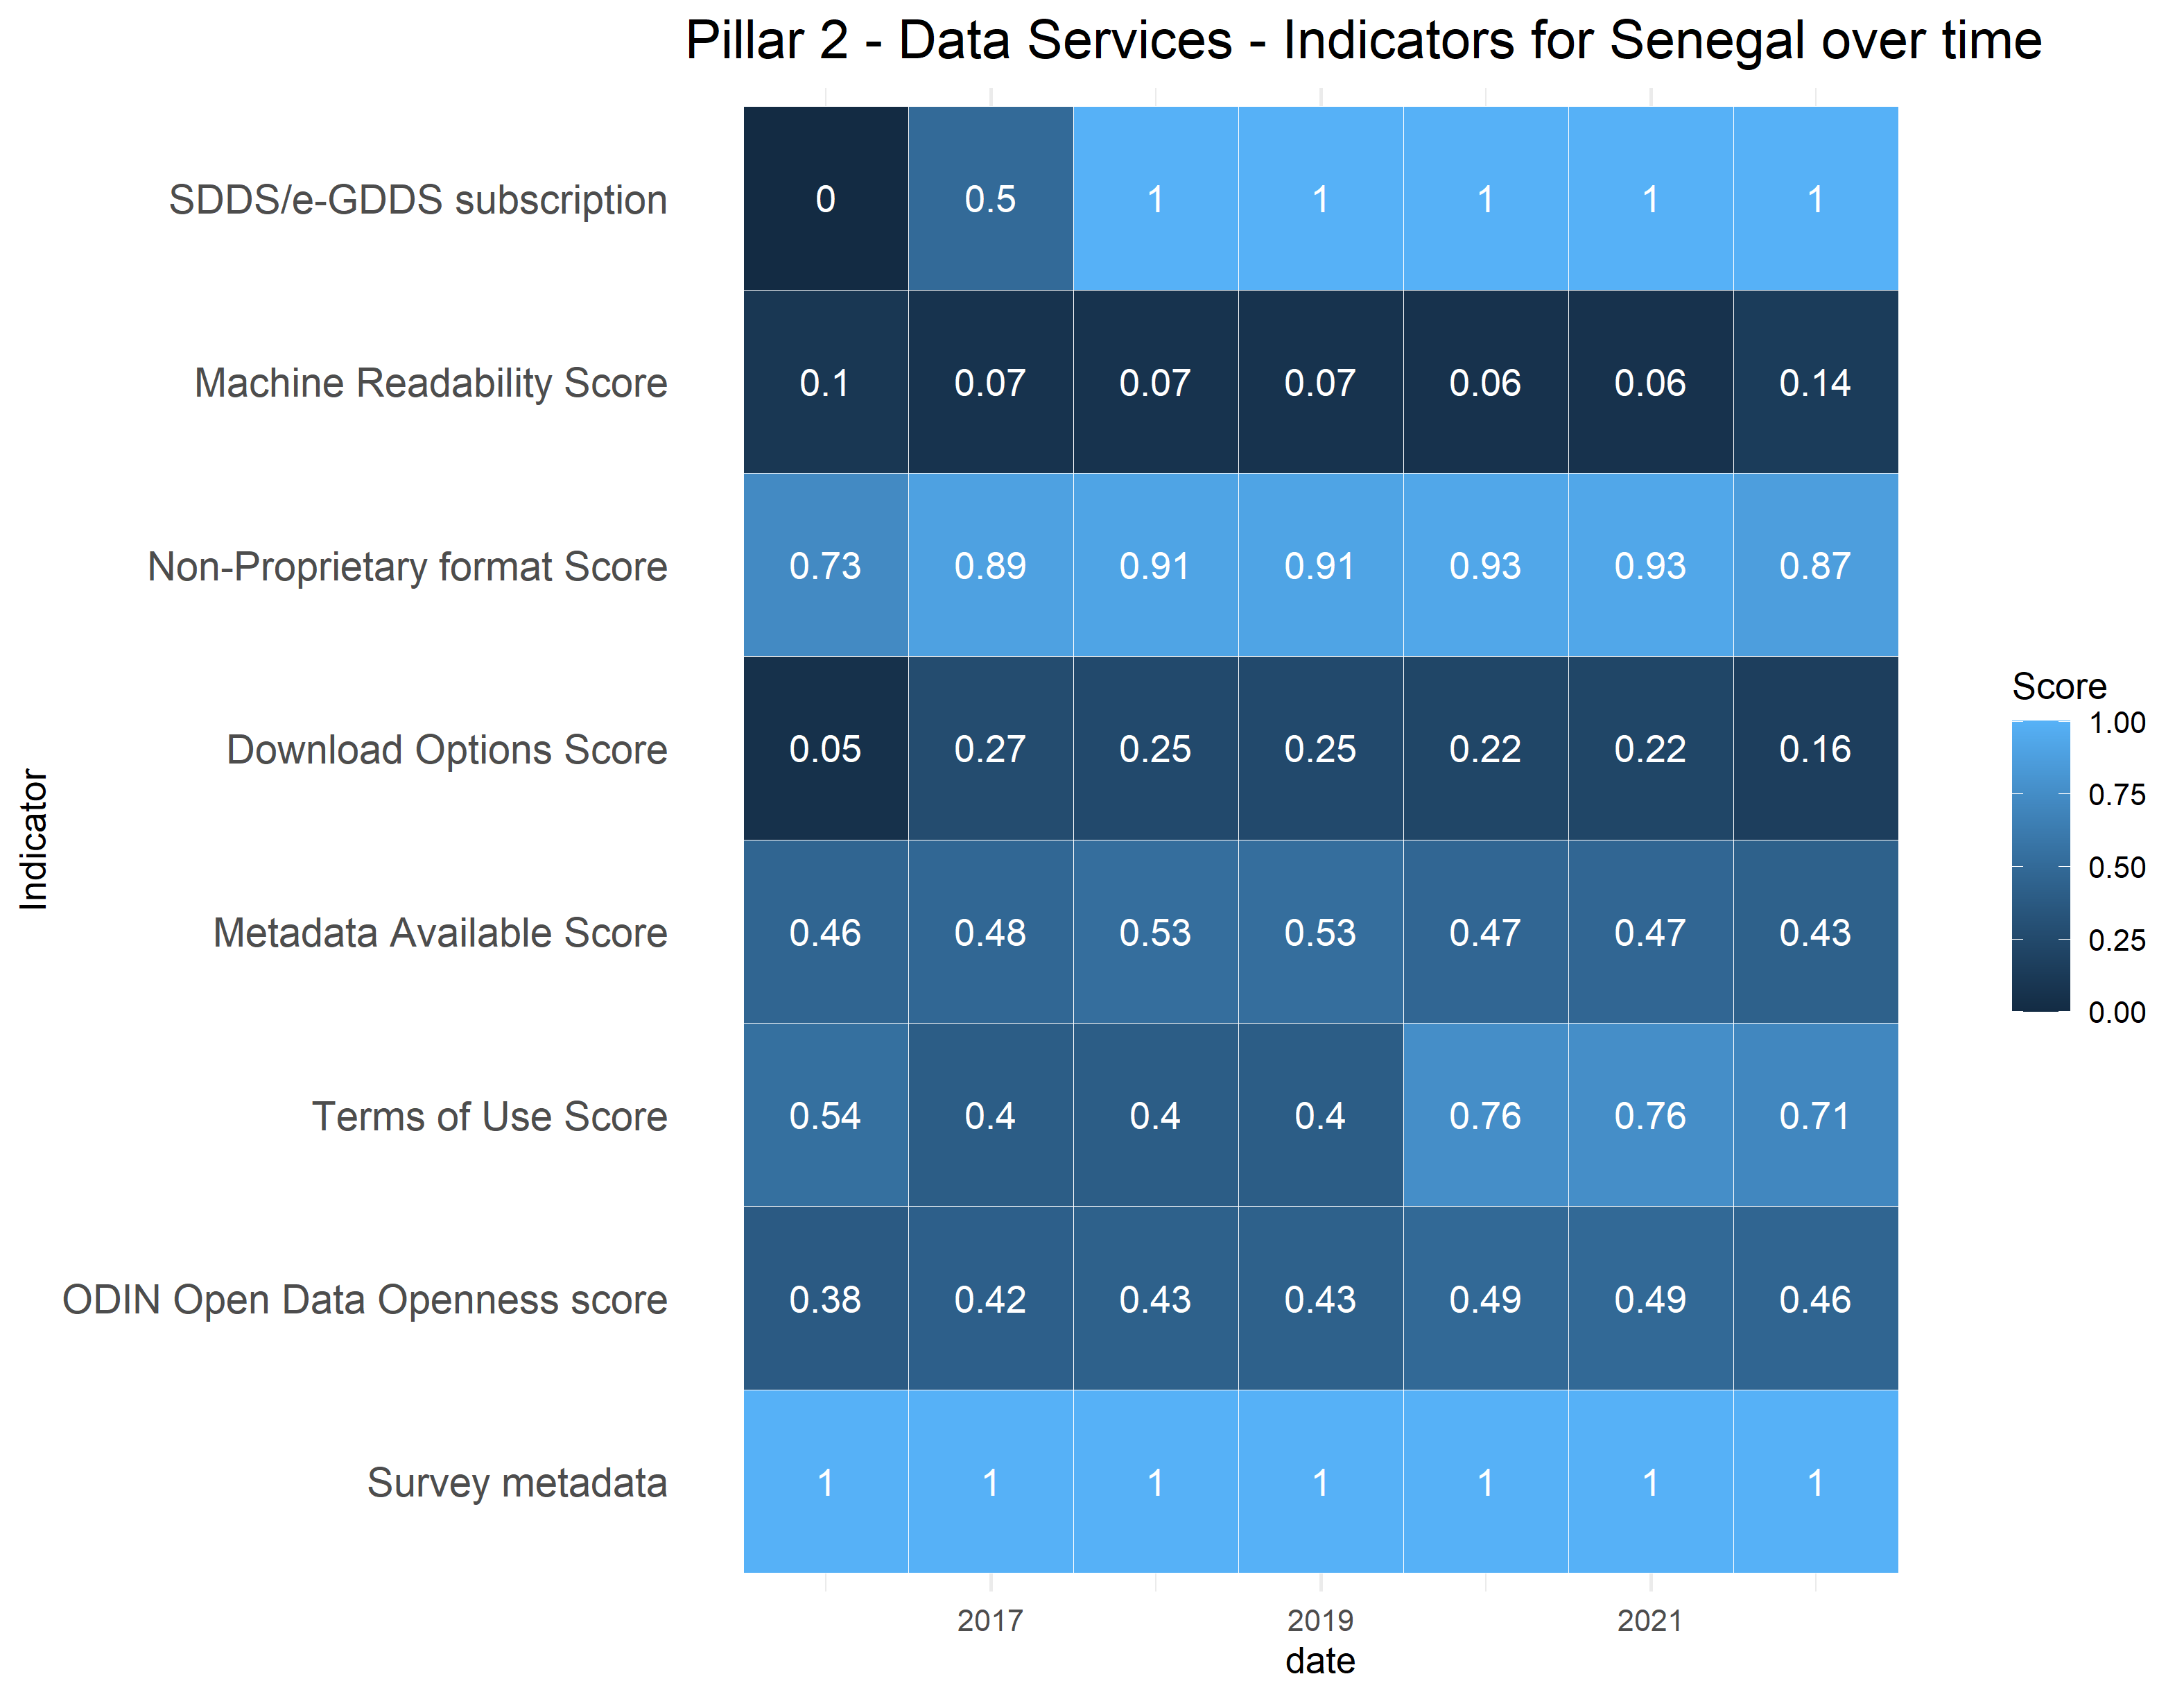 Pillar 2 - Data Services - Indicators for Senegal over time
Indicator
SDDS/e-GDDS subscription 0 0.5 1 1 1 1 1
Machine Readability Score 0.1 0.07 0.07 0.07 0.06 0.06 0.14
Non-Proprietary format Score 0.73 0.89 0.91 0.91 0.93 0.93 0.87
Download Options Score 0.05 0.27 0.25 0.25 0.22 0.22 0.16
Metadata Available Score 0.46 0.48 0.53 0.53 0.47 0.47 0.43
Terms of Use Score 0.54 0.4 0.4 0.4 0.76 0.76 0.71
ODIN Open Data Openness score 0.38 0.42 0.43 0.43 0.49 0.49 0.46
Survey metadata 1 1 1 1 1 1 1
2017 2019 2021
date
Score
1.00
0.75
0.50
0.25
0.00